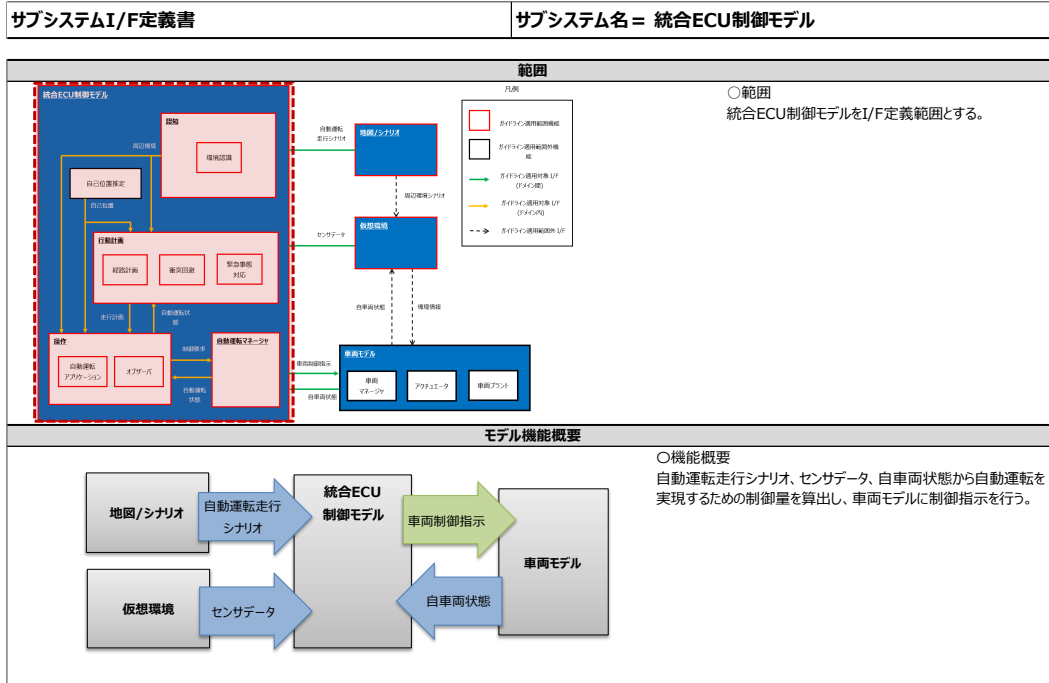 サブシステムI/F定義書
サブシステム名＝ 統合ECU制御モデル
範囲
統合ECU制御モデル
認知
環境認識
周辺環境
自己位置推定
自己位置
行動計画
経路計画
衝突回避
緊急事態
対応
走行計画
自動運転状
態
操作
自動運転
アプリケーション
オブザーバ
制御要求
自動運転
状態
自動運転マネージャ
自動運転
走行シナリオ
地図/シナリオ
周辺環境シナリオ
センサデータ
仮想環境
自車両状態
環境情報
車両制御指示
自車両状態
車両モデル
車両
マネージャ
アクチュエータ
車両プラント
凡例
ガイドライン適用範囲機能
ガイドライン適用範囲外機
能
ガイドライン適用対象 I/F
(ドメイン間)
ガイドライン適用対象 I/F
(ドメイン内)
ガイドライン適用範囲外 I/F
○範囲
統合ECU制御モデルをI/F定義範囲とする。
モデル機能概要
地図/シナリオ
自動運転走行
シナリオ
統合ECU
制御モデル
車両制御指示
車両モデル
仮想環境
センサデータ
自車両状態
〇機能概要
自動運転走行シナリオ、センサデータ、自車両状態から自動運転を
実現するための制御量を算出し、車両モデルに制御指示を行う。